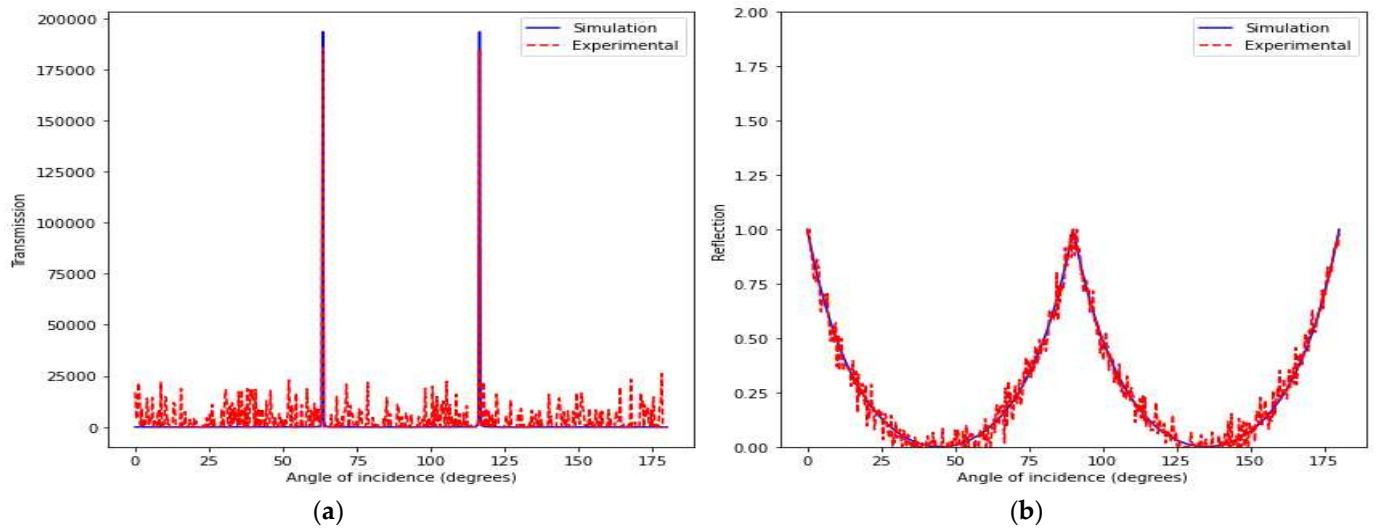 Simulation
Experimental
200000
175000
150000
125000
100000
75000
50000
25000
0
Transmission
0 25 50 75 100 125 150 175
Angle of incidence (degrees)
(a)
Simulation
Experimental
2.00
1.75
1.50
1.25
1.00
0.75
0.50
0.25
0.00
Reflection
0 25 50 75 100 125 150 175
Angle of incidence (degrees)
(b)